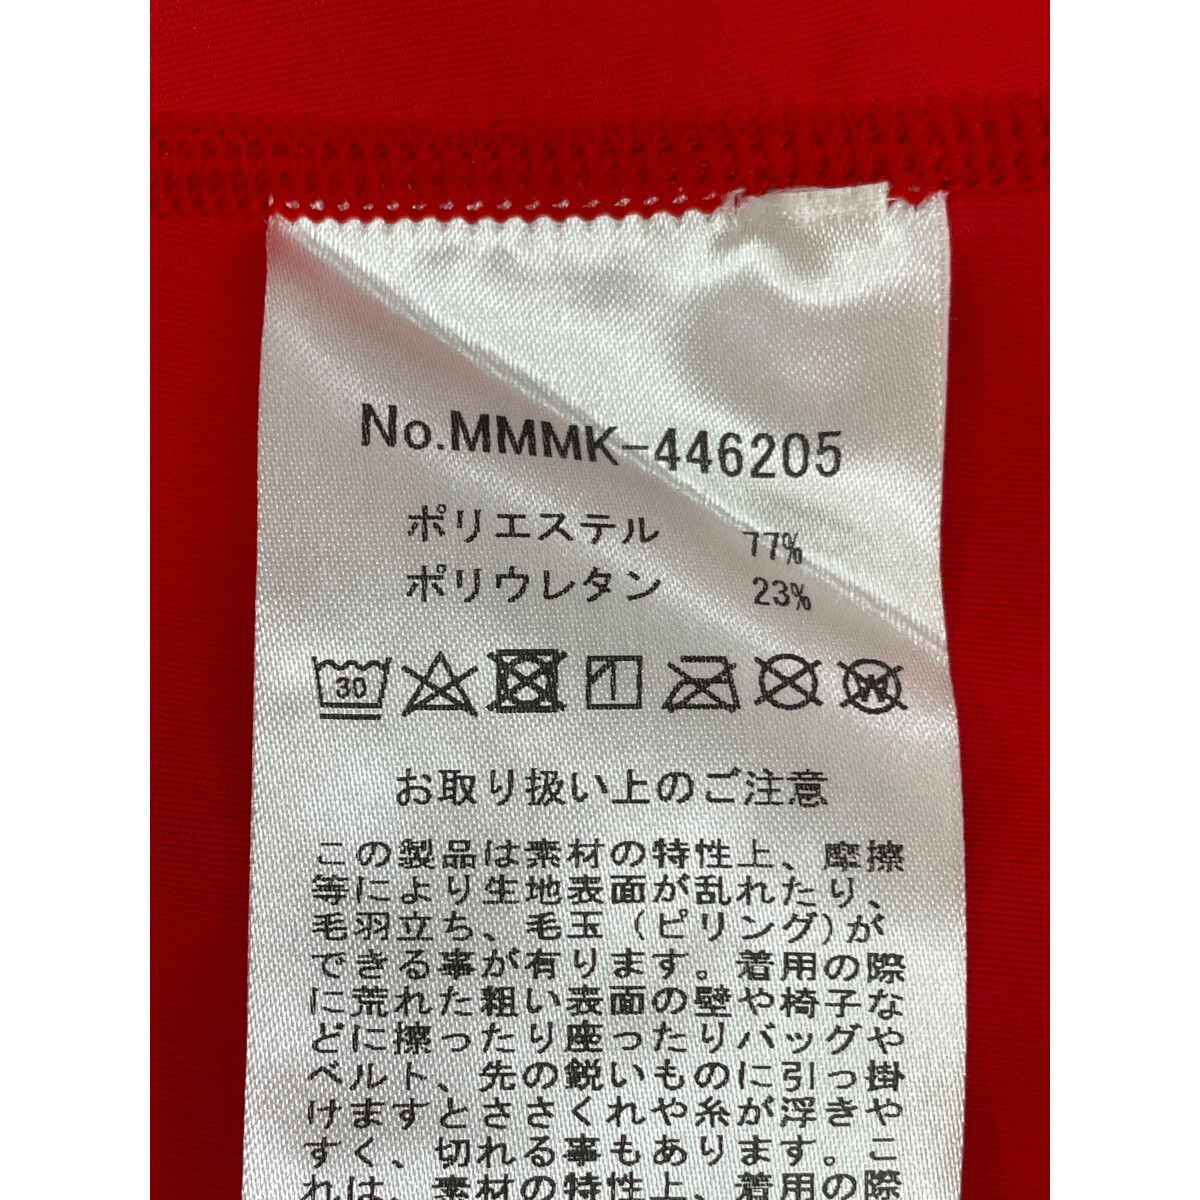 No.MMMK-446205
ポリエステル 77%
ポリウレタン 23%
30 W
お取り扱い上のご注意
この製品は素材の特性上、摩擦
等により生地表面が乱れたり、
毛羽立ち、毛玉(ピリング)が
できる事が有ります。着用の際
に荒れた粗い表面の壁や椅子な
どに擦ったり座ったりバッグや
ベルト、先の鋭いものに引っ掛
けますとささくれや糸が浮きや
すく、切れる事もあります。こ
れは、素材の特性上、着用の際